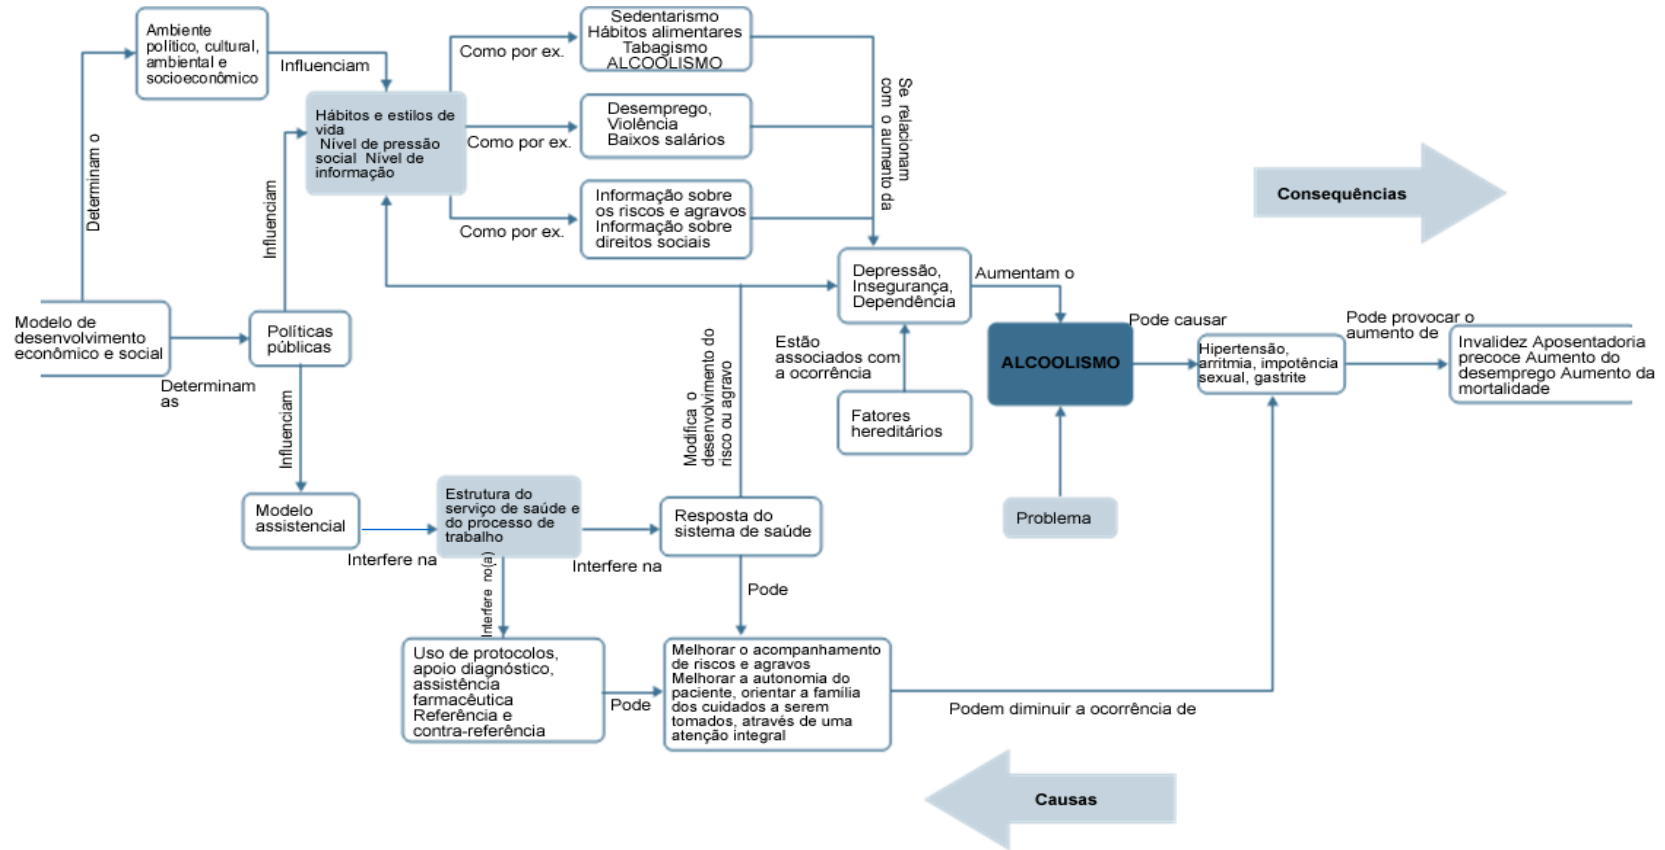 Ambiente
político, cultural,
ambiental e
socioeconômico
Influenciam
Determinam o
Hábitos e estilos de
vida
Nível de pressão
social Nível de
informação
Influenciam
Como por ex.
Sedentarismo
Hábitos alimentares
Tabagismo
ALCOOLISMO
Como por ex.
Desemprego,
Violência
Baixos salários
Como por ex.
Informação sobre
os riscos e agravos
Informação sobre
direitos sociais
Se relacionam
com o aumento da
Consequências
Modelo de
desenvolvimento
econômico e social
Determinam
as
Políticas
públicas
Influenciam
Depressão,
Insegurança,
Dependência
Aumentam o
Estão
associados com
a ocorrência
Fatores
hereditários
ALCOOLISMO
Pode causar
Hipertensão,
arritmia, impotência
sexual, gastrite
Pode provocar o
aumento de
Invalidez Aposentadoria
precoce Aumento do
desemprego Aumento da
mortalidade
Problema
Modifica o
desenvolvimento do
risco ou agravo
Modelo
assistencial
Interfere na
Estrutura do
serviço de saúde e
do processo de
trabalho
Interfere na
Resposta do
sistema de saúde
Interfere no(a)
Pode
Uso de protocolos,
apoio diagnóstico,
assistência
farmacêutica
Referência e
contra-referência
Pode
Melhorar o acompanhamento
de riscos e agravos
Melhorar a autonomia do
paciente, orientar a família
dos cuidados a serem
tomados, através de uma
atenção integral
Podem diminuir a ocorrência de
Causas